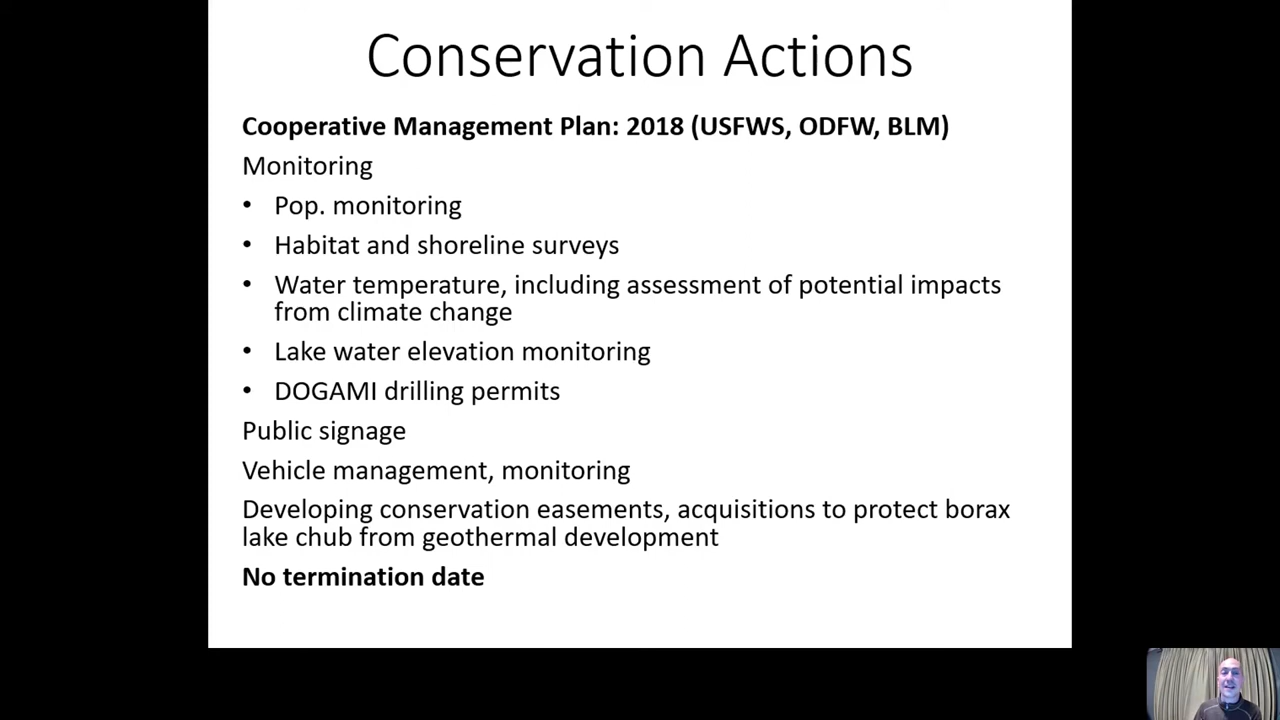 Conservation Actions
Cooperative Management Plan: 2018 (USFWS, ODFW, BLM)
Monitoring
• Pop. monitoring
• Habitat and shoreline surveys
• Water temperature, including assessment of potential impacts
from climate change
• Lake water elevation monitoring
• DOGAMI drilling permits
Public signage
Vehicle management, monitoring
Developing conservation easements, acquisitions to protect borax
lake chub from geothermal development
No termination date